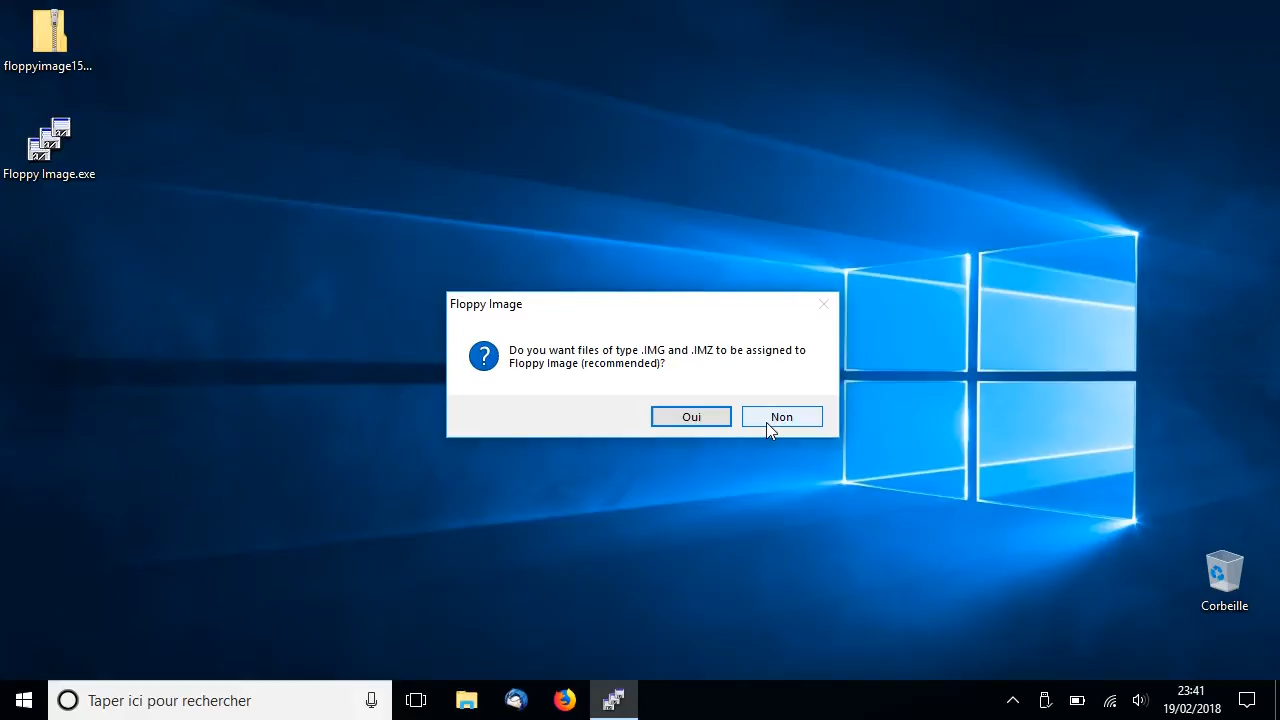 floppyimage15...
Floppy Image.exe
Floppy Image
Do you want files of type .IMG and .IMZ to be assigned to
Floppy Image (recommended)?
Oui
Non
Corbeille
Taper ici pour rechercher
23:41
19/02/2018